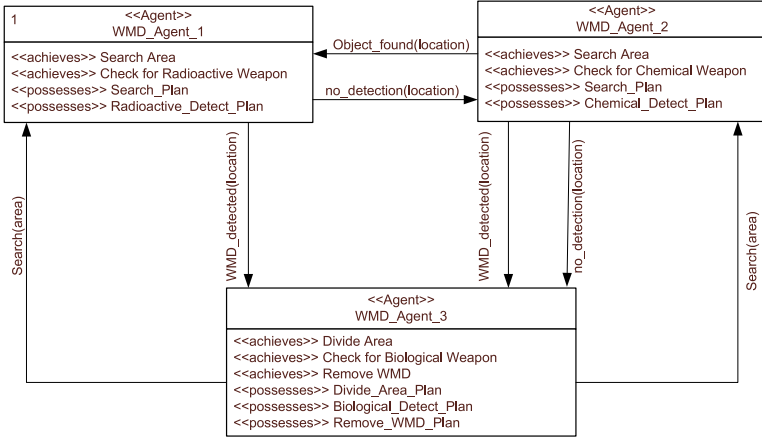 1
<<Agent>>
WMD_Agent_1
<<achieves>> Search Area
<<achieves>> Check for Radioactive Weapon
<<possesses>> Search_Plan
<<possesses>> Radioactive_Detect_Plan
Object_found(location)
no_detection(location)
<<Agent>>
WMD_Agent_2
<<achieves>> Search Area
<<achieves>> Check for Chemical Weapon
<<possesses>> Search_Plan
<<possesses>> Chemical_Detect_Plan
Search(area)
WMD_detected(location)
WMD_detected(location)
no_detection(location)
Search(area)
<<Agent>>
WMD_Agent_3
<<achieves>> Divide Area
<<achieves>> Check for Biological Weapon
<<achieves>> Remove WMD
<<possesses>> Divide_Area_Plan
<<possesses>> Biological_Detect_Plan
<<possesses>> Remove_WMD_Plan